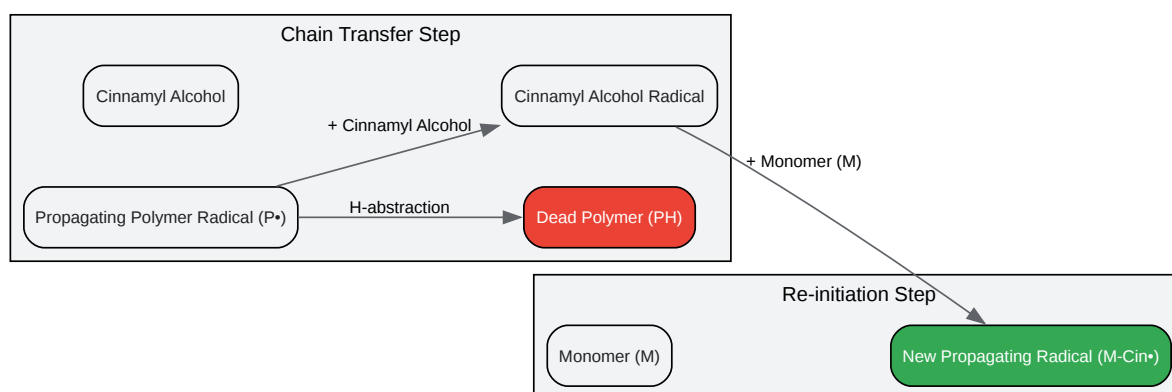 Chain Transfer Step
Cinnamyl Alcohol
Cinnamyl Alcohol Radical
+ Cinnamyl Alcohol
+ Monomer (M)
Propagating Polymer Radical (P•)
H-abstraction
Dead Polymer (PH)
Re-initiation Step
Monomer (M)
New Propagating Radical (M-Cin•)